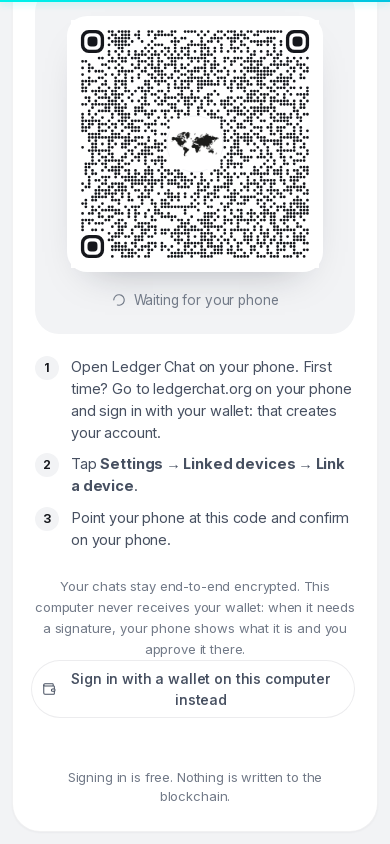 Waiting for your phone
1
Open Ledger Chat on your phone. First
time? Go to ledgerchat.org on your phone
and sign in with your wallet: that creates
your account.
2
Tap Settings → Linked devices → Link
a device.
3
Point your phone at this code and confirm
on your phone.
Your chats stay end-to-end encrypted. This
computer never receives your wallet: when it needs
a signature, your phone shows what it is and you
approve it there.
Sign in with a wallet on this computer
instead
Signing in is free. Nothing is written to the
blockchain.